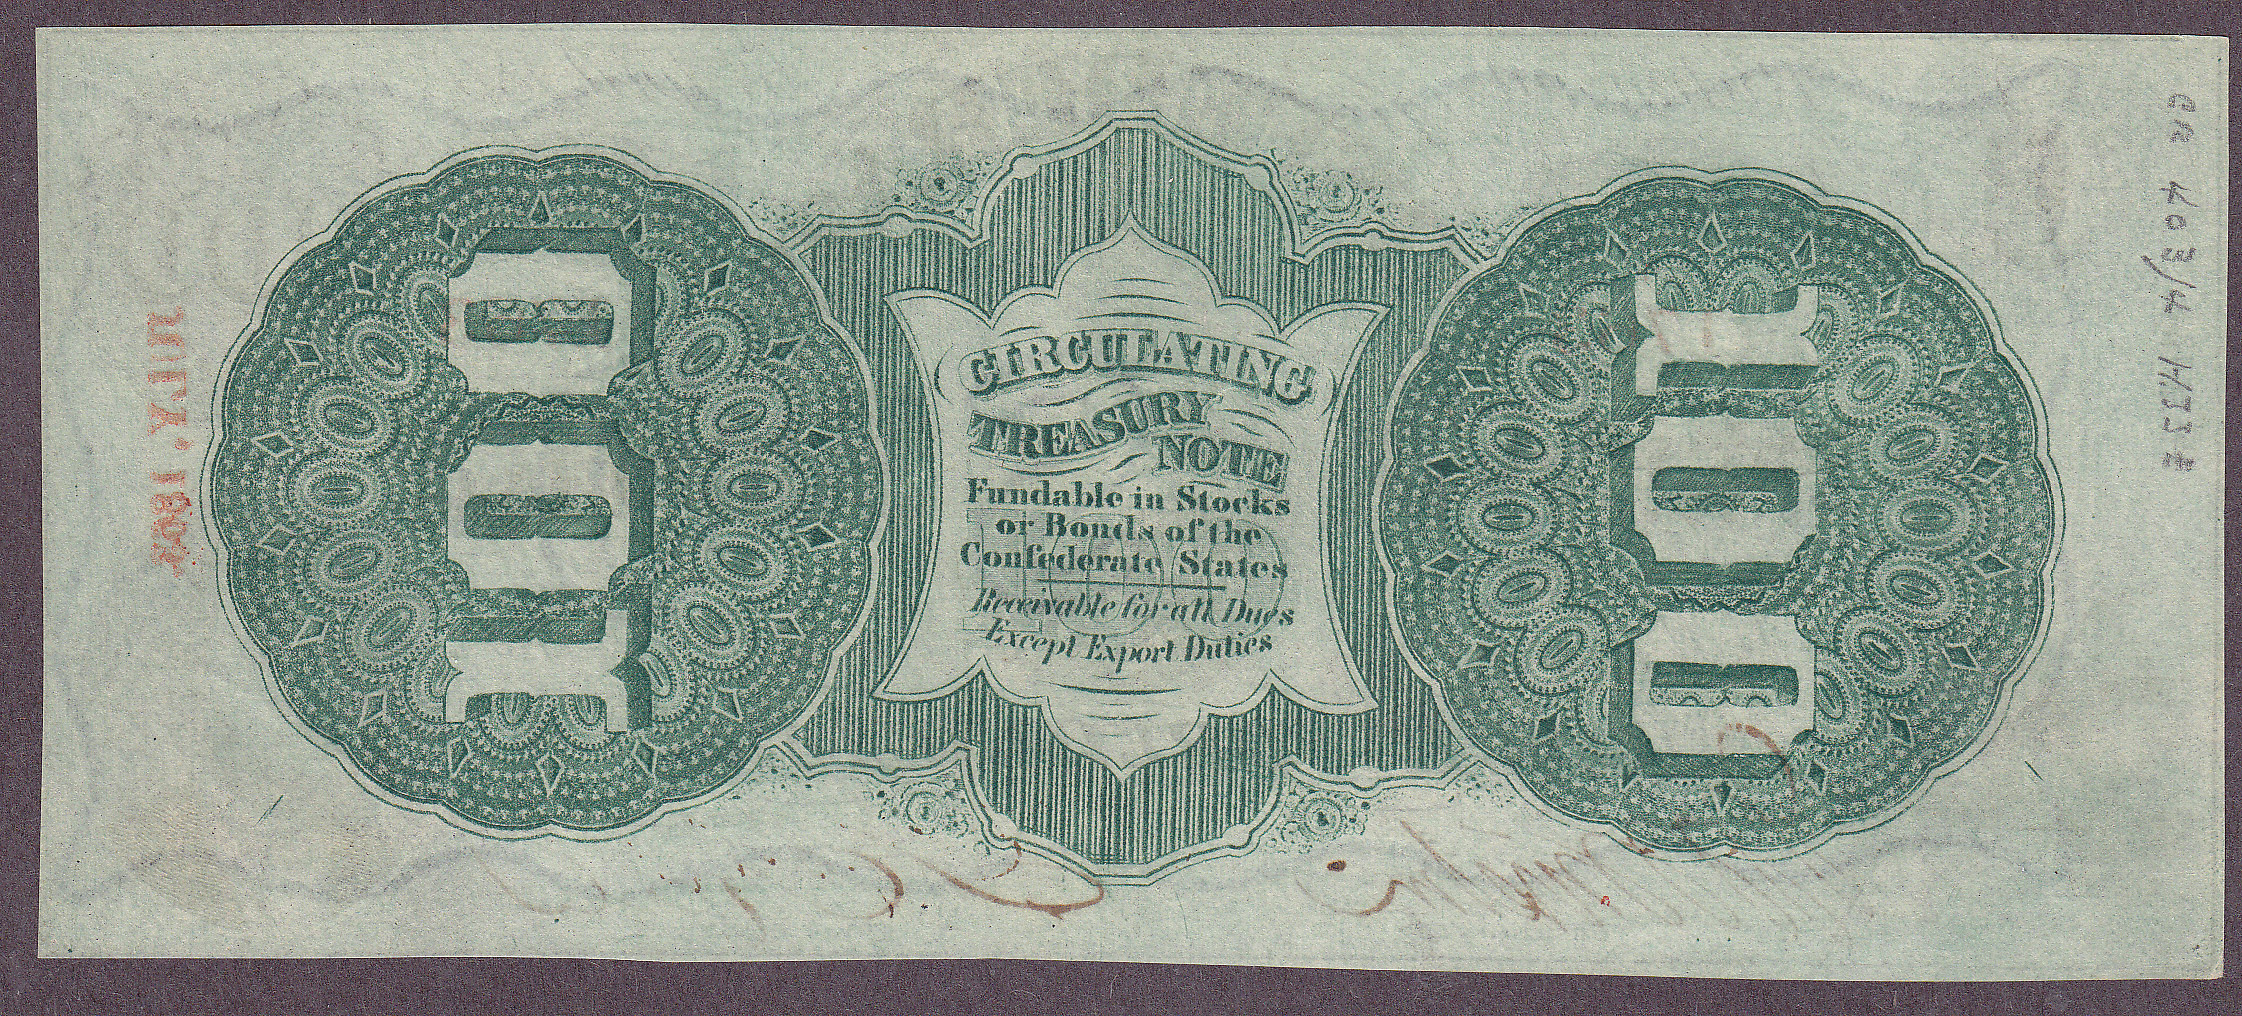 100
CIRCULATING
TREASURY
NOTE
Fundable in Stocks
or Bonds of the
Confederate States
Receivable for all Dues
Except Export Duties
100